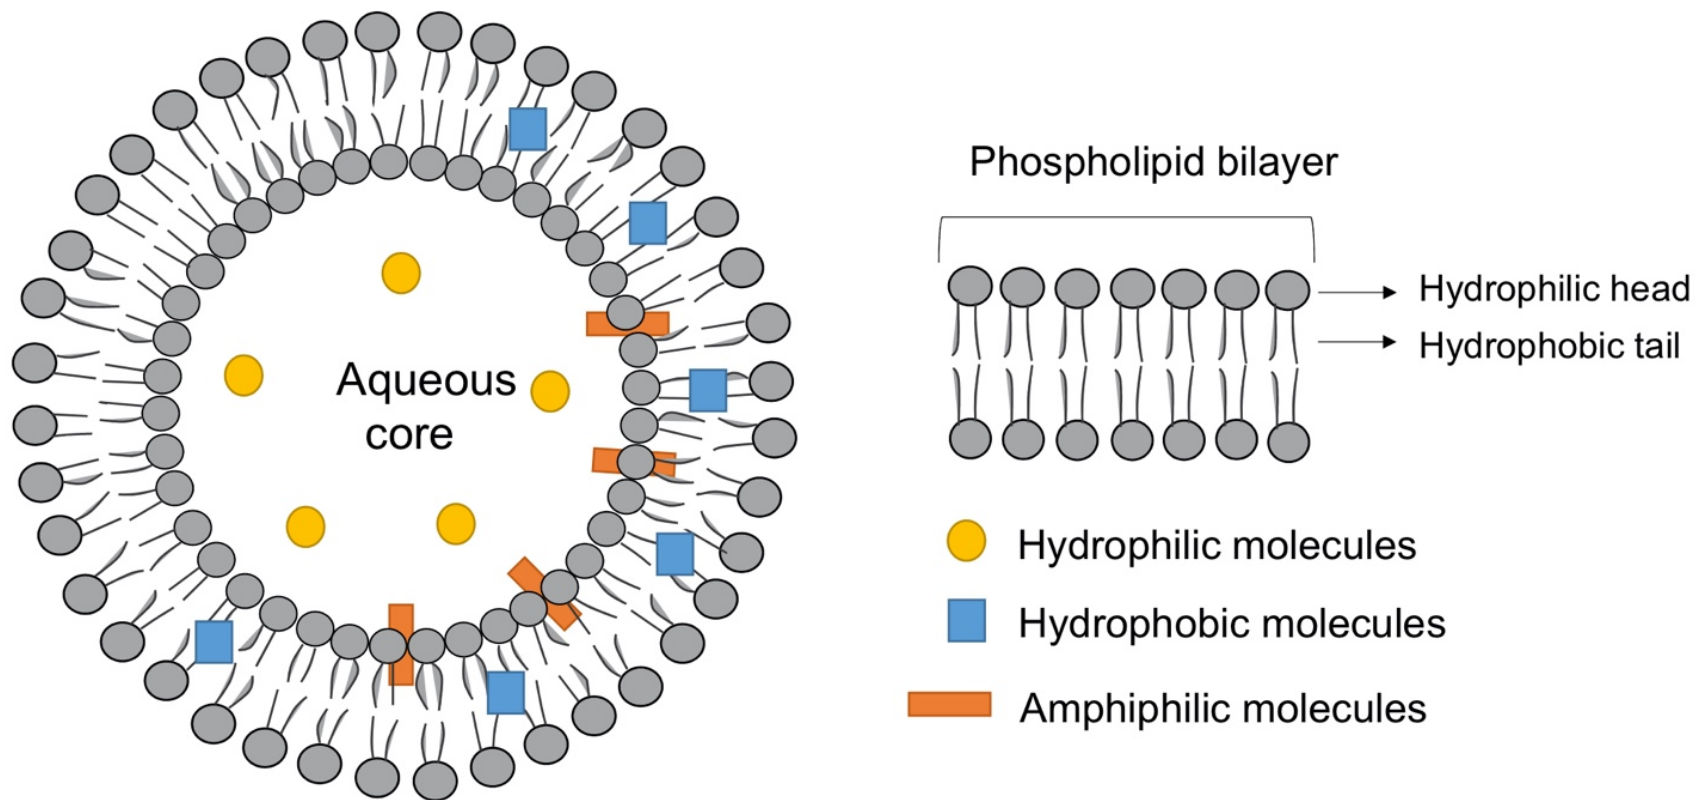 Aqueous
core
Phospholipid bilayer
Hydrophilic head
Hydrophobic tail
Hydrophilic molecules
Hydrophobic molecules
Amphiphilic molecules